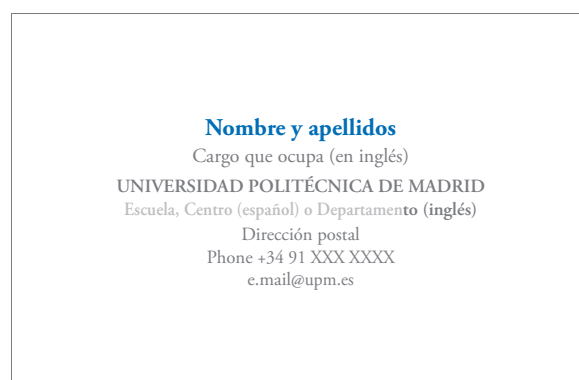 Nombre y apellidos
Cargo que ocupa (en inglés)
UNIVERSIDAD POLITÉCNICA DE MADRID
Escuela, Centro (español) o Departamento (inglés)
Dirección postal
Phone +34 91 XXX XXXX
e.mail@upm.es